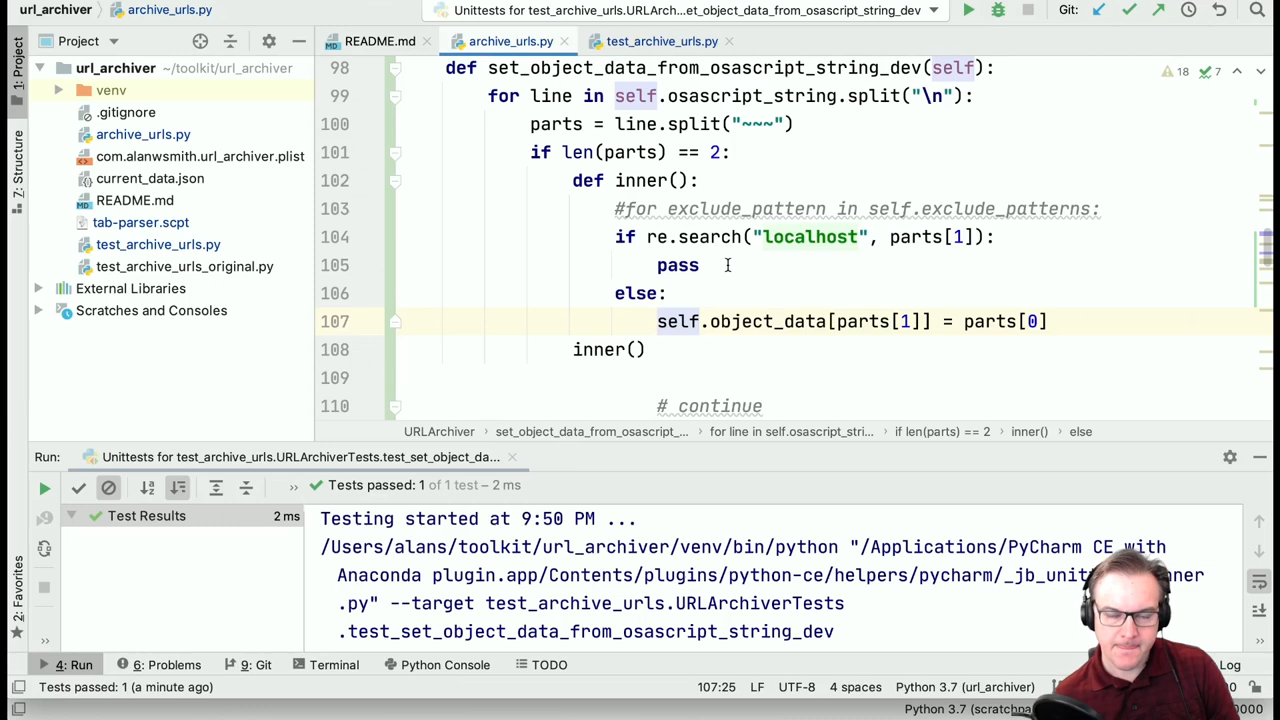 url_archiver archive_urls.py Unittests for test_archive_urls.URLArch...et_object_data_from_osascript_string_dev Git:
1: Project
Project README.md archive_urls.py test_archive_urls.py
url_archiver ~/toolkit/url_archiver
venv
.gitignore
archive_urls.py
com.alanwsmith.url_archiver.plist
current_data.json
README.md
tab-parser.scpt
test_archive_urls.py
test_archive_urls_original.py
External Libraries
Scratches and Consoles
7: Structure
18 7
98 def set_object_data_from_osascript_string_dev(self):
99 for line in self.osascript_string.split("\n"):
100 parts = line.split("~~~")
101 if len(parts) == 2:
102 def inner():
103 #for exclude_pattern in self.exclude_patterns:
104 if re.search("localhost", parts[1]):
105 pass
106 else:
107 self.object_data[parts[1]] = parts[0]
108 inner()
109
110 # continue
URLArchiver set_object_data_from_osascript_... for line in self.osascript_stri... if len(parts) == 2 inner() else
Run: Unittests for test_archive_urls.URLArchiverTests.test_set_object_da...
» Tests passed: 1 of 1 test – 2 ms
Test Results 2 ms
2: Favorites
Testing started at 9:50 PM ...
/Users/alans/toolkit/url_archiver/venv/bin/python "/Applications/PyCharm CE with
Anaconda plugin.app/Contents/plugins/python-ce/helpers/pycharm/_jb_unit
.py" --target test_archive_urls.URLArchiverTests
.test_set_object_data_from_osascript_string_dev
4: Run 6: Problems 9: Git Terminal Python Console TODO Log
Tests passed: 1 (a minute ago) 107:25 LF UTF-8 4 spaces Python 3.7 (url_archiver)
Python 3.7 (scratchpa